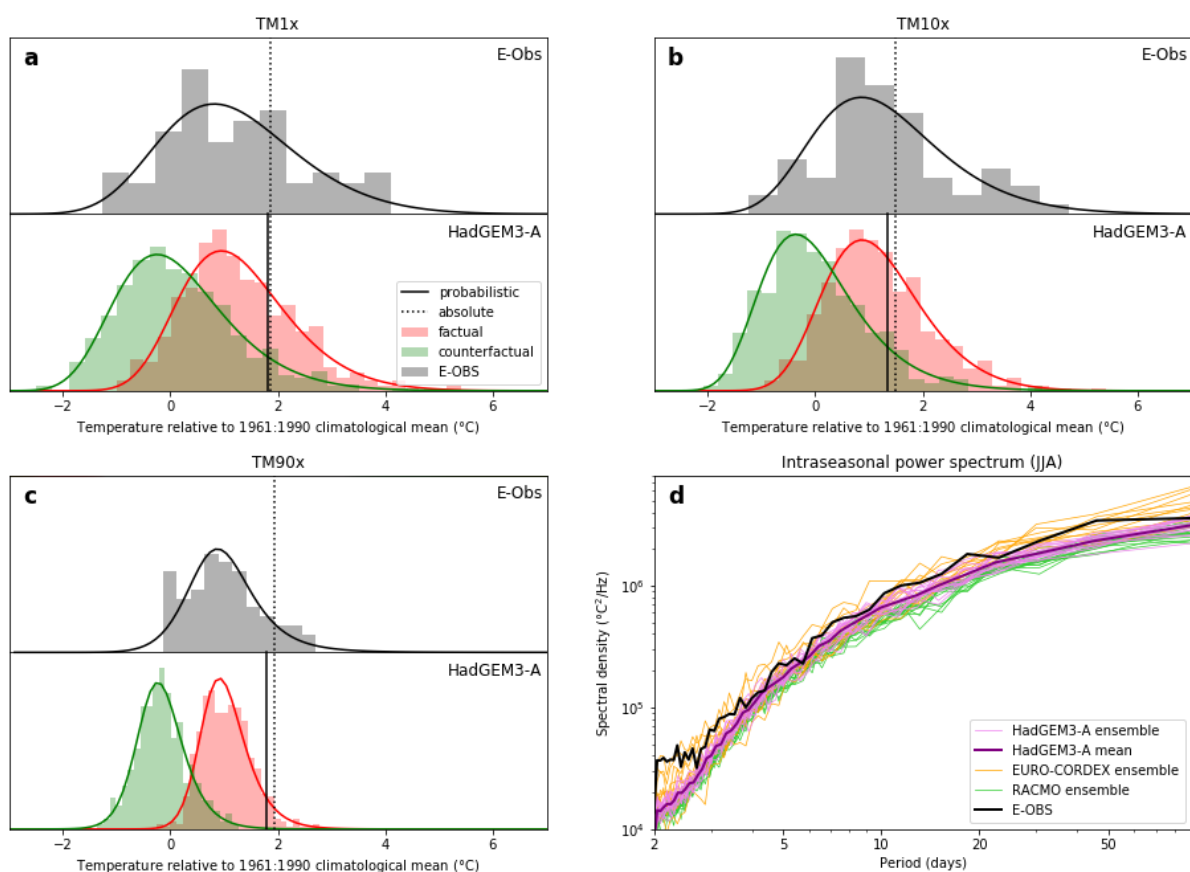 TM1x
a
E-Obs
HadGEM3-A
probabilistic
absolute
factual
counterfactual
E-OBS
−2 0 2 4 6
Temperature relative to 1961:1990 climatological mean (°C)
TM10x
b
E-Obs
HadGEM3-A
−2 0 2 4 6
Temperature relative to 1961:1990 climatological mean (°C)
TM90x
c
E-Obs
HadGEM3-A
−2 0 2 4 6
Temperature relative to 1961:1990 climatological mean (°C)
Intraseasonal power spectrum (JJA)
d
Spectral density (°C²/Hz)
10⁶
10⁵
10⁴
HadGEM3-A ensemble
HadGEM3-A mean
EURO-CORDEX ensemble
RACMO ensemble
E-OBS
2 5 10 20 50
Period (days)